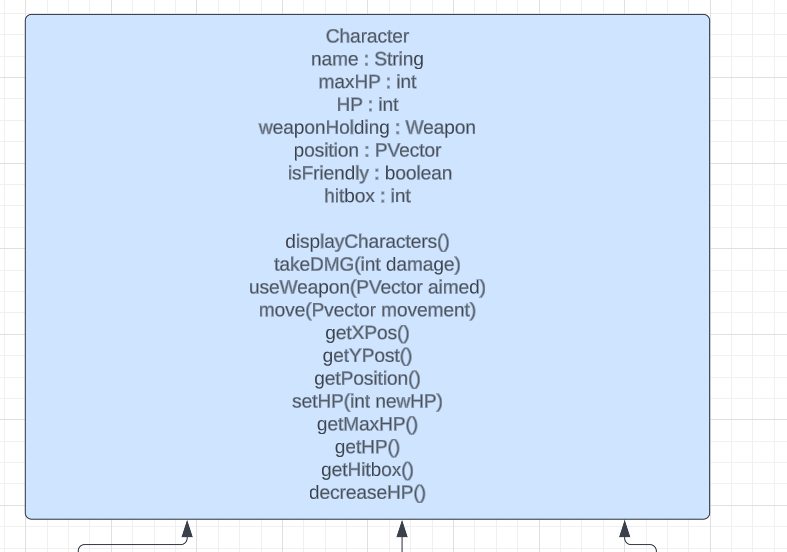 Character
name : String
maxHP : int
HP : int
weaponHolding : Weapon
position : PVector
isFriendly : boolean
hitbox : int
displayCharacters()
takeDMG(int damage)
useWeapon(PVector aimed)
move(Pvector movement)
getXPos()
getYPost()
getPosition()
setHP(int newHP)
getMaxHP()
getHP()
getHitbox()
decreaseHP()